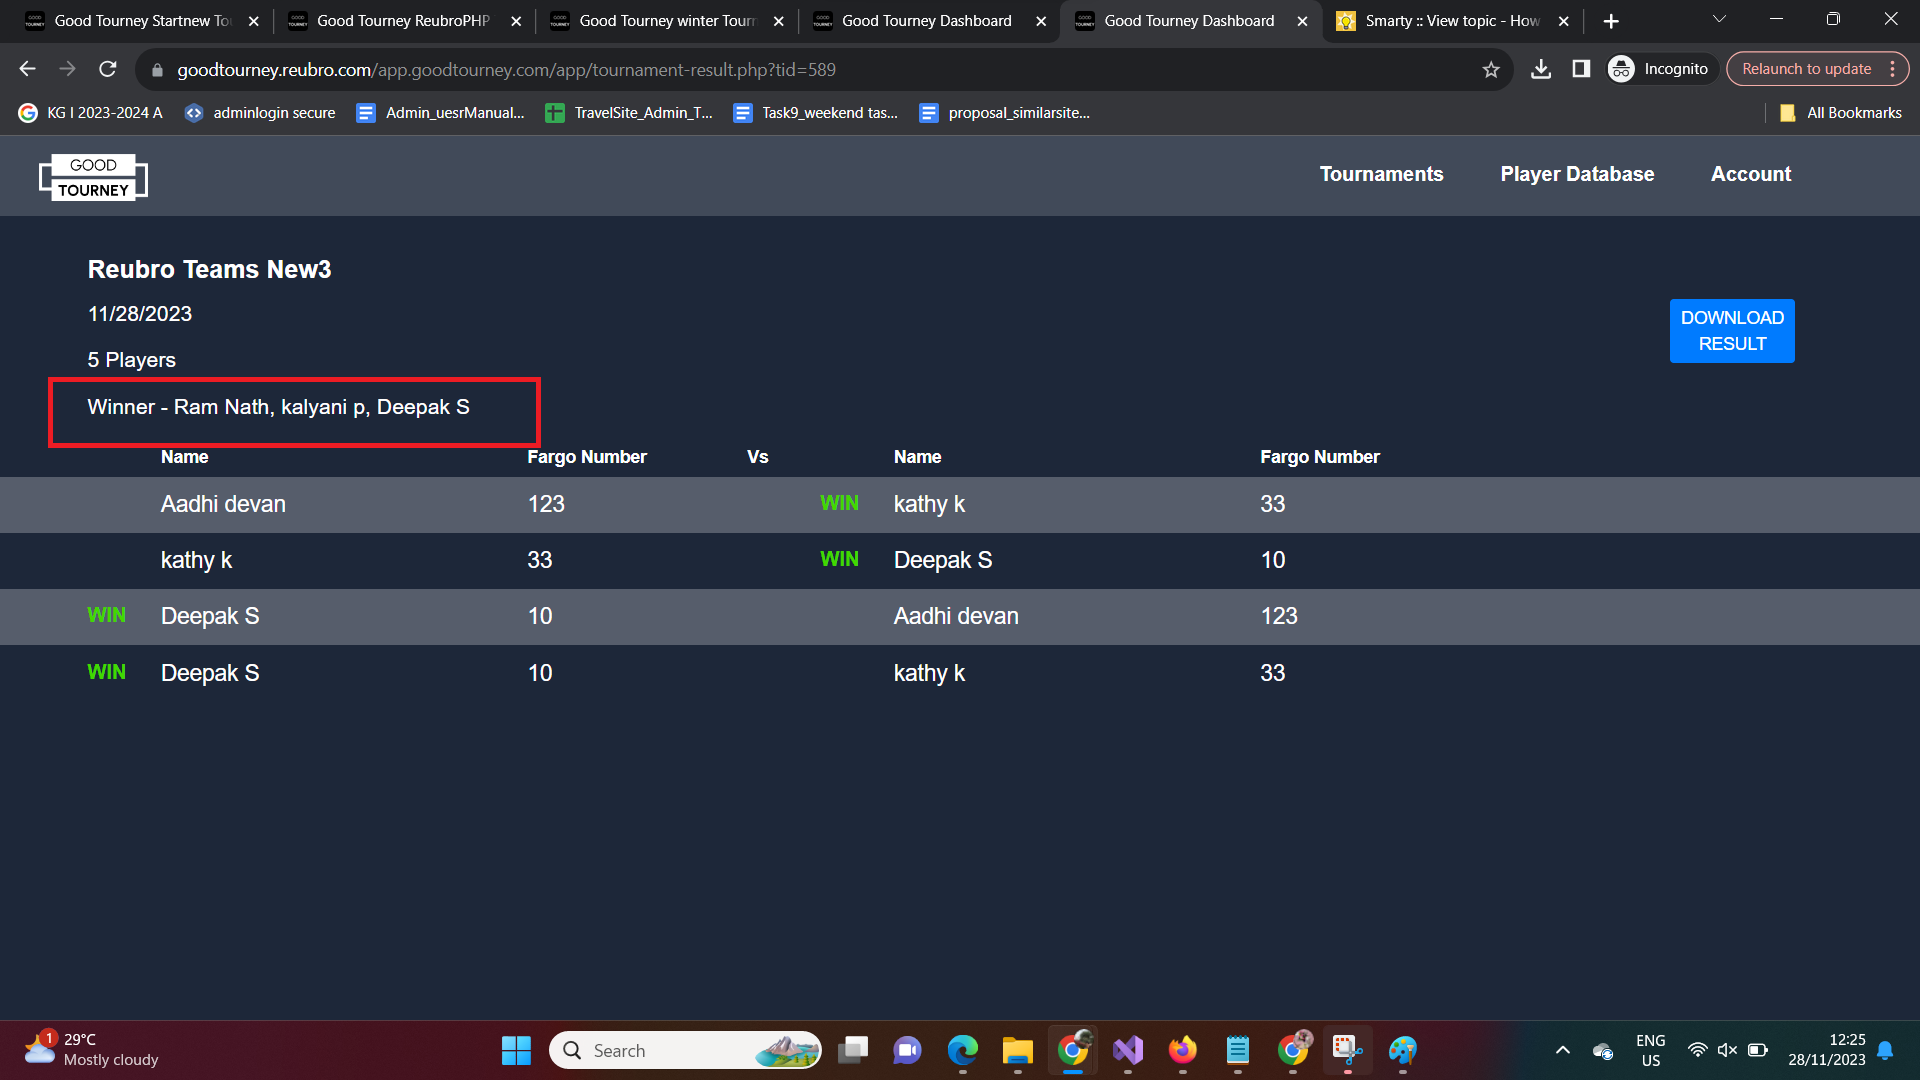 Good Tourney Startnew To
Good Tourney ReubroPHP
Good Tourney winter Tourn
Good Tourney Dashboard
Good Tourney Dashboard
Smarty :: View topic - How
goodtourney.reubro.com/app.goodtourney.com/app/tournament-result.php?tid=589
Incognito
Relaunch to update
KG I 2023-2024 A
adminlogin secure
Admin_uesrManual...
TravelSite_Admin_T...
Task9_weekend tas...
proposal_similarsite...
All Bookmarks
GOOD
TOURNEY
Tournaments Player Database Account
Reubro Teams New3
11/28/2023
DOWNLOAD
RESULT
5 Players
Winner - Ram Nath, kalyani p, Deepak S
Name Fargo Number Vs Name Fargo Number
Aadhi devan 123 WIN kathy k 33
kathy k 33 WIN Deepak S 10
WIN Deepak S 10 Aadhi devan 123
WIN Deepak S 10 kathy k 33
1
29°C
Mostly cloudy
Search
ENG
US
12:25
28/11/2023